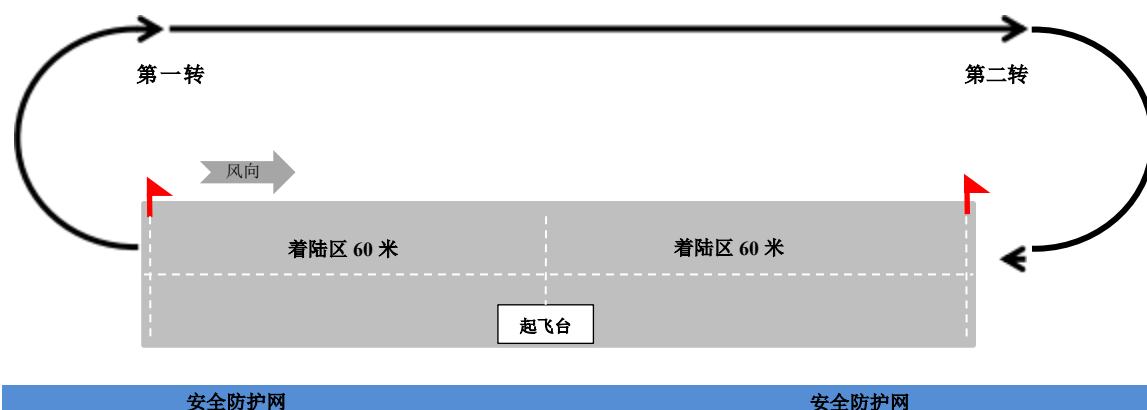 第一转
第二转
风向
着陆区 60 米
着陆区 60 米
起飞台
安全防护网
安全防护网